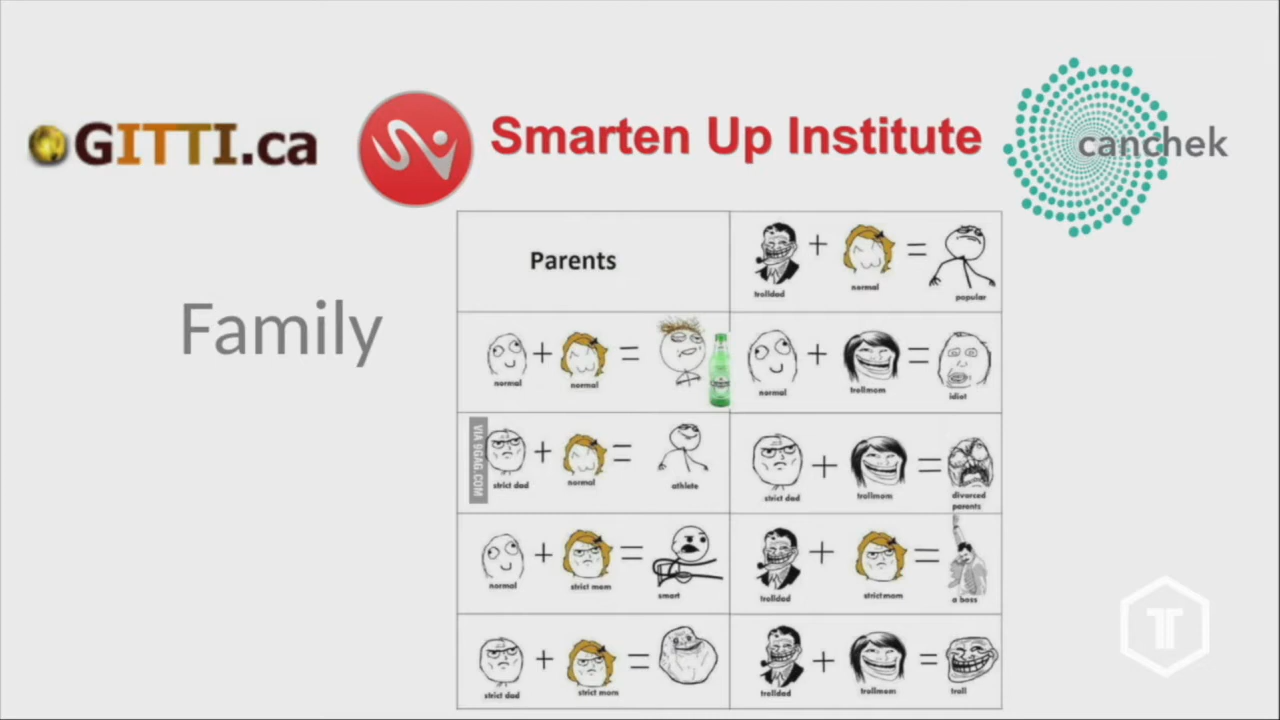 GITTI.ca
Smarten Up Institute
canchek
Family
Parents
+ =
trolldad normal popular
+ =
normal normal
+ =
normal trollmom idiot
VIA 9GAG.COM
+ =
strict dad normal athlete
+ =
strict dad trollmom divorced
parents
+ =
normal strict mom smart
+ =
trolldad strictmom a boss
+ =
strict dad strict mom
+ =
trolldad trollmom troll